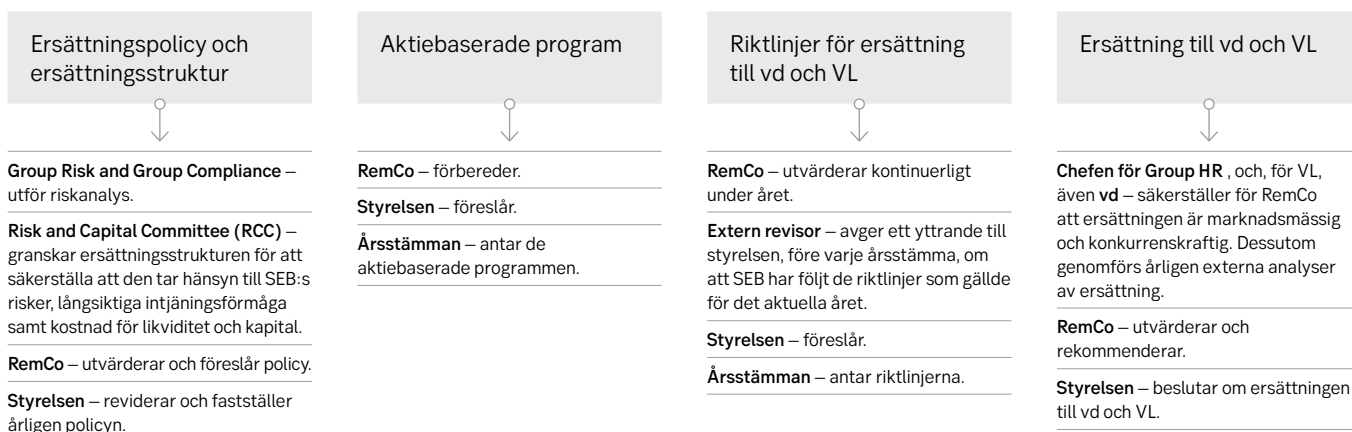 Ersättningspolicy och
ersättningsstruktur
Group Risk and Group Compliance –
utför riskanalys.
Risk and Capital Committee (RCC) –
granskar ersättningsstrukturen för att
säkerställa att den tar hänsyn till SEB:s
risker, långsiktiga intjäningsförmåga
samt kostnad för likviditet och kapital.
RemCo – utvärderar och föreslår policy.
Styrelsen – reviderar och fastställer
årligen policyn.
Aktiebaserade program
RemCo – förbereder.
Styrelsen – föreslår.
Årsstämman – antar de
aktiebaserade programmen.
Riktlinjer för ersättning
till vd och VL
RemCo – utvärderar kontinuerligt
under året.
Extern revisor – avger ett yttrande till
styrelsen, före varje årsstämma, om
att SEB har följt de riktlinjer som gällde
för det aktuella året.
Styrelsen – föreslår.
Årsstämman – antar riktlinjerna.
Ersättning till vd och VL
Chefen för Group HR , och, för VL,
även vd – säkerställer för RemCo
att ersättningen är marknadsmässig
och konkurrenskraftig. Dessutom
genomförs årligen externa analyser
av ersättning.
RemCo – utvärderar och
rekommenderar.
Styrelsen – beslutar om ersättningen
till vd och VL.